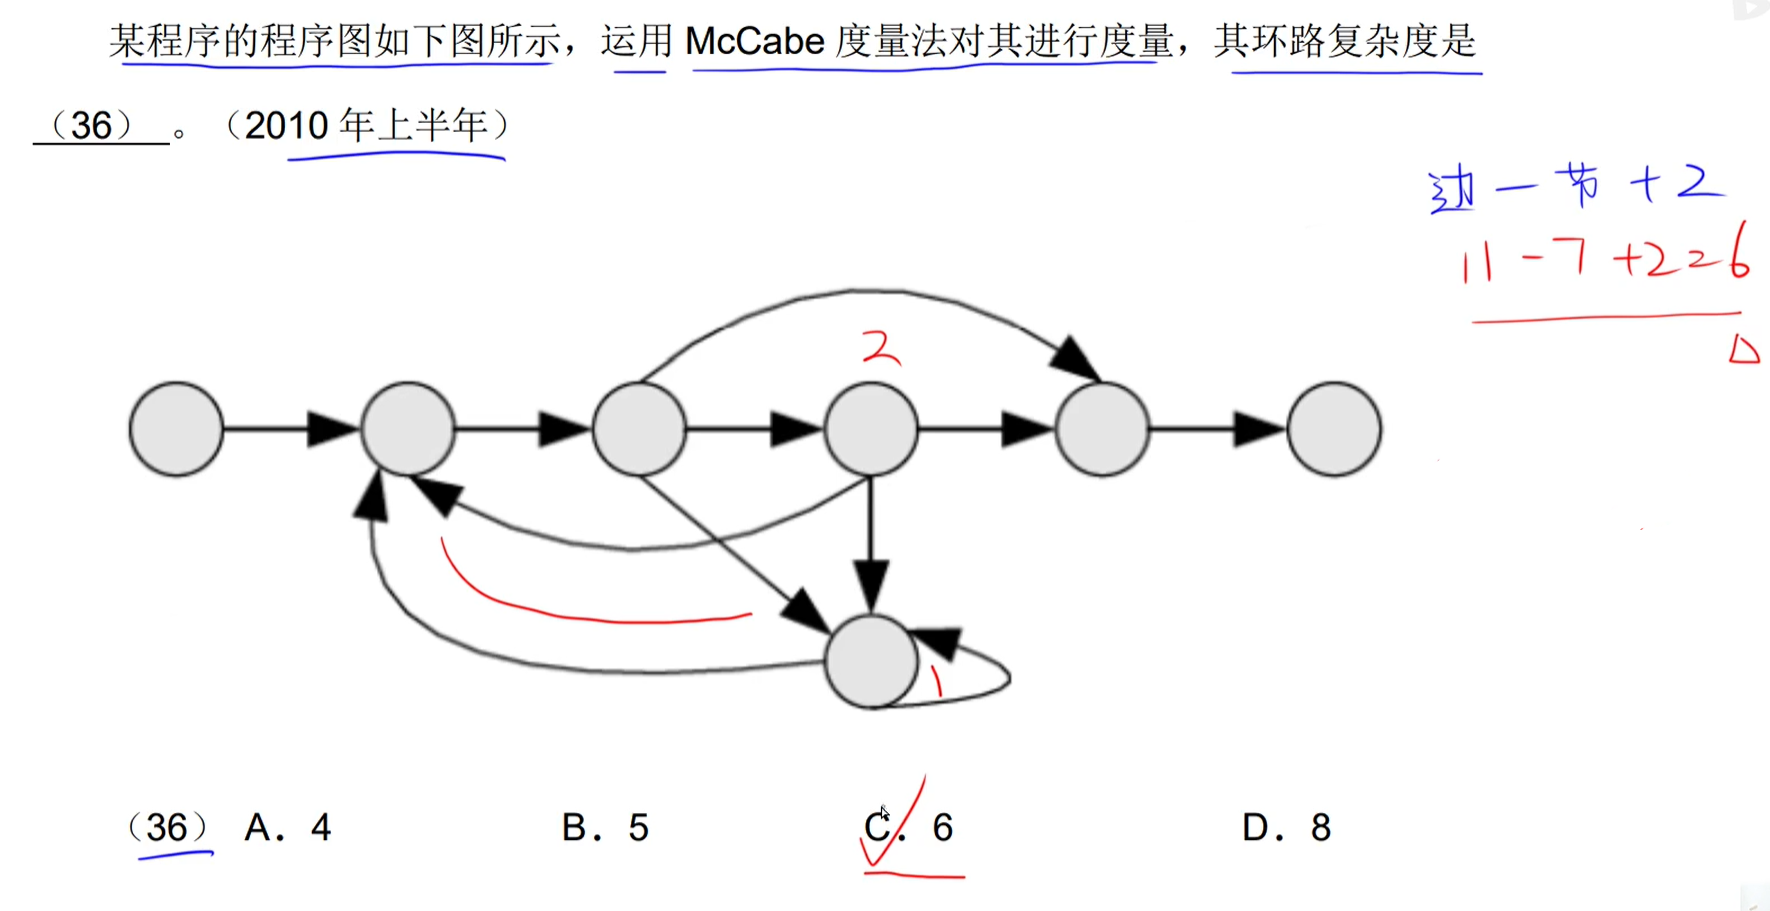 某程序的程序图如下图所示，运用 McCabe 度量法对其进行度量，其环路复杂度是
（36） 。（2010 年上半年）
边 - 节 + 2
11 - 7 + 2 = 6
2
1
（36） A. 4 B. 5 C. 6 D. 8